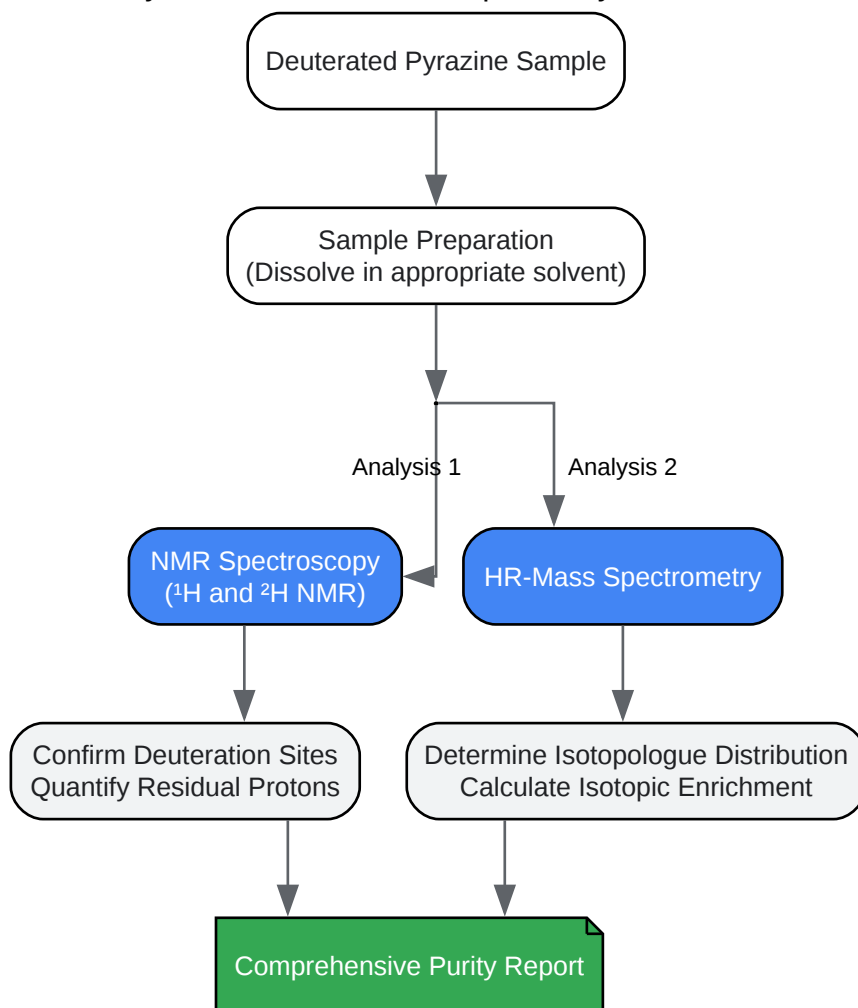 Deuterated Pyrazine Sample
Sample Preparation
(Dissolve in appropriate solvent)
Analysis 1
Analysis 2
NMR Spectroscopy
(¹H and ²H NMR)
HR-Mass Spectrometry
Confirm Deuteration Sites
Quantify Residual Protons
Determine Isotopologue Distribution
Calculate Isotopic Enrichment
Comprehensive Purity Report